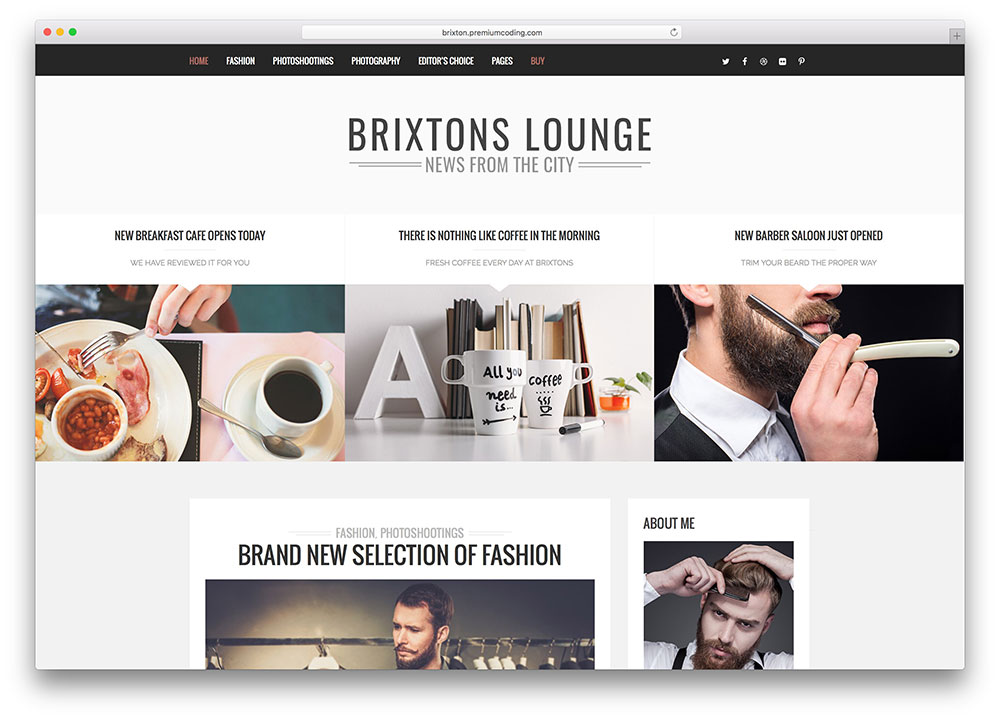 brixton.premiumcoding.com
HOME FASHION PHOTOSHOOTINGS PHOTOGRAPHY EDITOR'S CHOICE PAGES BUY
BRIXTONS LOUNGE
NEWS FROM THE CITY
NEW BREAKFAST CAFE OPENS TODAY
WE HAVE REVIEWED IT FOR YOU
THERE IS NOTHING LIKE COFFEE IN THE MORNING
FRESH COFFEE EVERY DAY AT BRIXTONS
NEW BARBER SALOON JUST OPENED
TRIM YOUR BEARD THE PROPER WAY
A
All you
need
is...
coffee
FASHION, PHOTOSHOOTINGS
BRAND NEW SELECTION OF FASHION
ABOUT ME